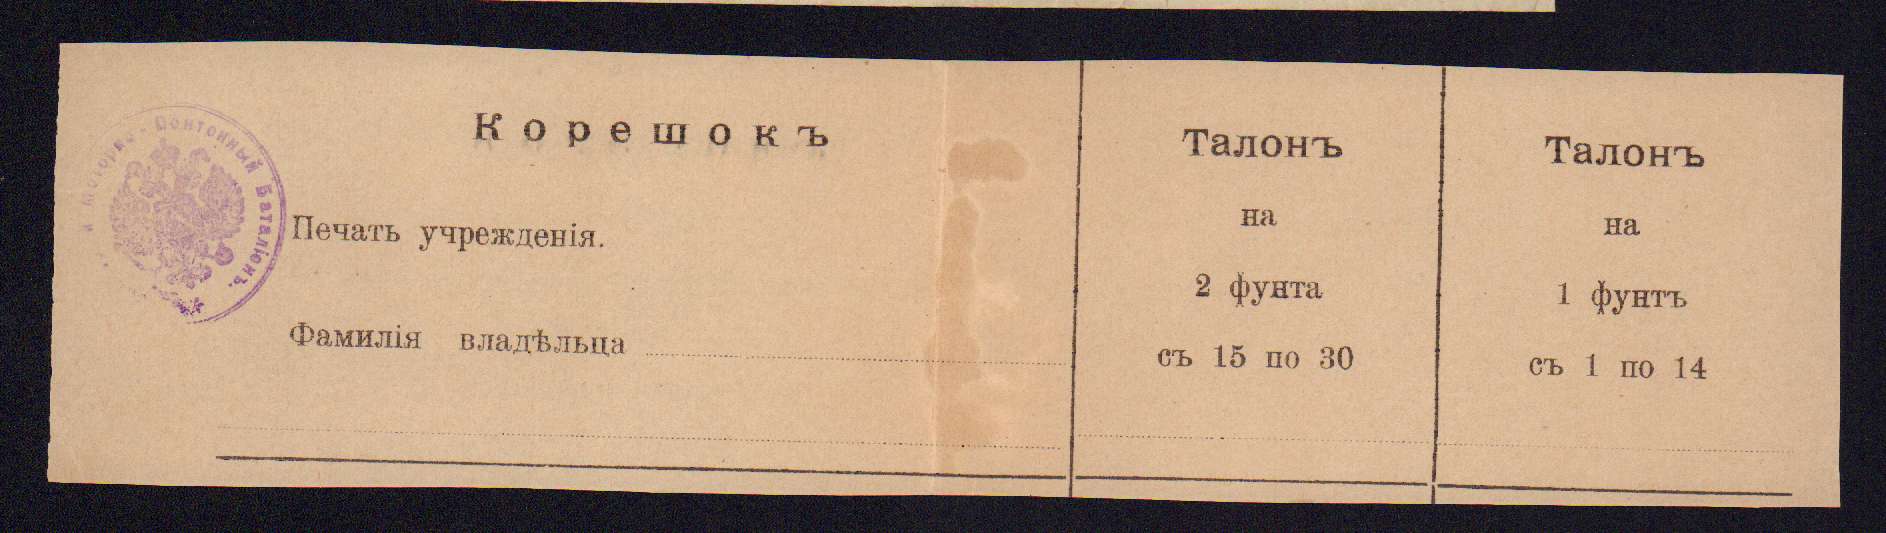 Корешокъ
Понтонный Баталіонъ.
Печать учрежденія.
Фамилія владѣльца
Талонъ
на
2 фунта
съ 15 по 30
Талонъ
на
1 фунтъ
съ 1 по 14